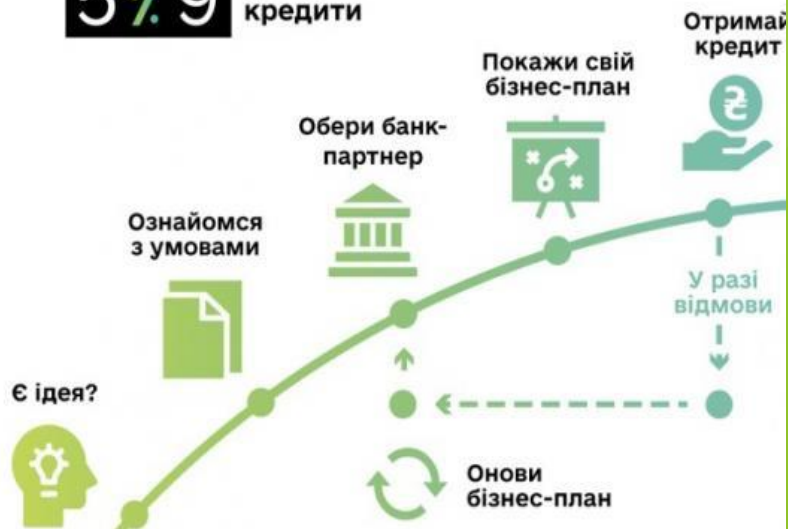 5 7. 9 кредити
Отримай
кредит
Покажи свій
бізнес-план
Обери банк-
партнер
Ознайомся
з умовами
У разі
відмови
Є ідея?
Онови
бізнес-план